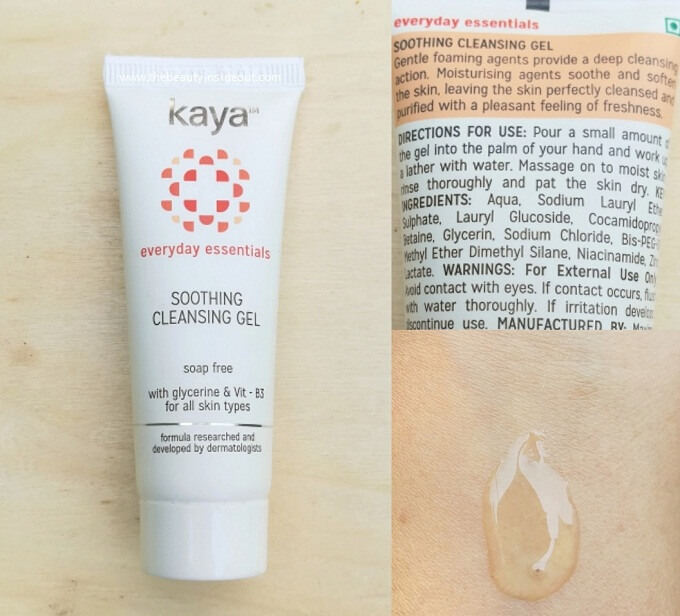 www.thebeautyinsideout.com
kaya™
everyday essentials
SOOTHING
CLEANSING GEL
soap free
with glycerine & Vit - B3
for all skin types
formula researched and
developed by dermatologists
everyday essentials
SOOTHING CLEANSING GEL
Gentle foaming agents provide a deep cleansing
action. Moisturising agents soothe and soften
the skin, leaving the skin perfectly cleansed and
purified with a pleasant feeling of freshness.
DIRECTIONS FOR USE: Pour a small amount
the gel into the palm of your hand and work
a lather with water. Massage on to moist
rinse thoroughly and pat the skin dry.
INGREDIENTS: Aqua, Sodium Lauryl
Sulphate, Lauryl Glucoside,
Betaine, Glycerin, Sodium Chloride,
Methyl Ether Dimethyl Silane, Niacinamide,
Lactate. WARNINGS: For External Use
Avoid contact with eyes. If contact occurs,
with water thoroughly. If irritation
discontinue use. MANUFACTURED BY: